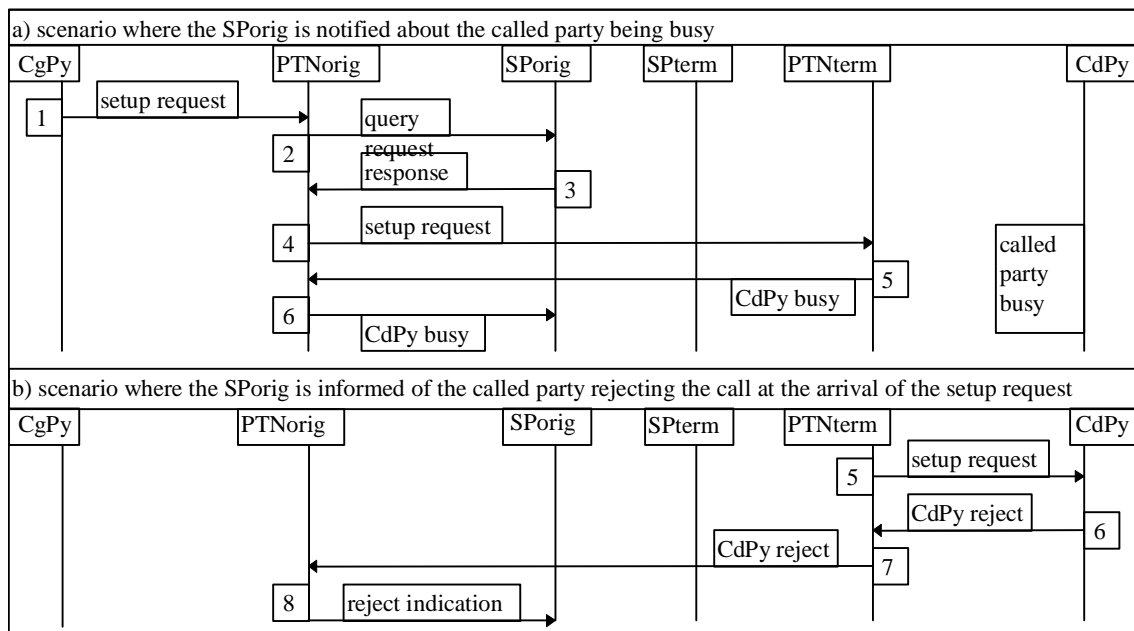 a) scenario where the SPorig is notified about the called party being busy
CgPy PTNorig SPorig SPterm PTNterm CdPy
setup request
1
query
request
2
response
3
setup request
4
called
party
busy
5
CdPy busy
6
CdPy busy
b) scenario where the SPorig is informed of the called party rejecting the call at the arrival of the setup request
CgPy PTNorig SPorig SPterm PTNterm CdPy
setup request
5
CdPy reject
6
CdPy reject
7
8 reject indication